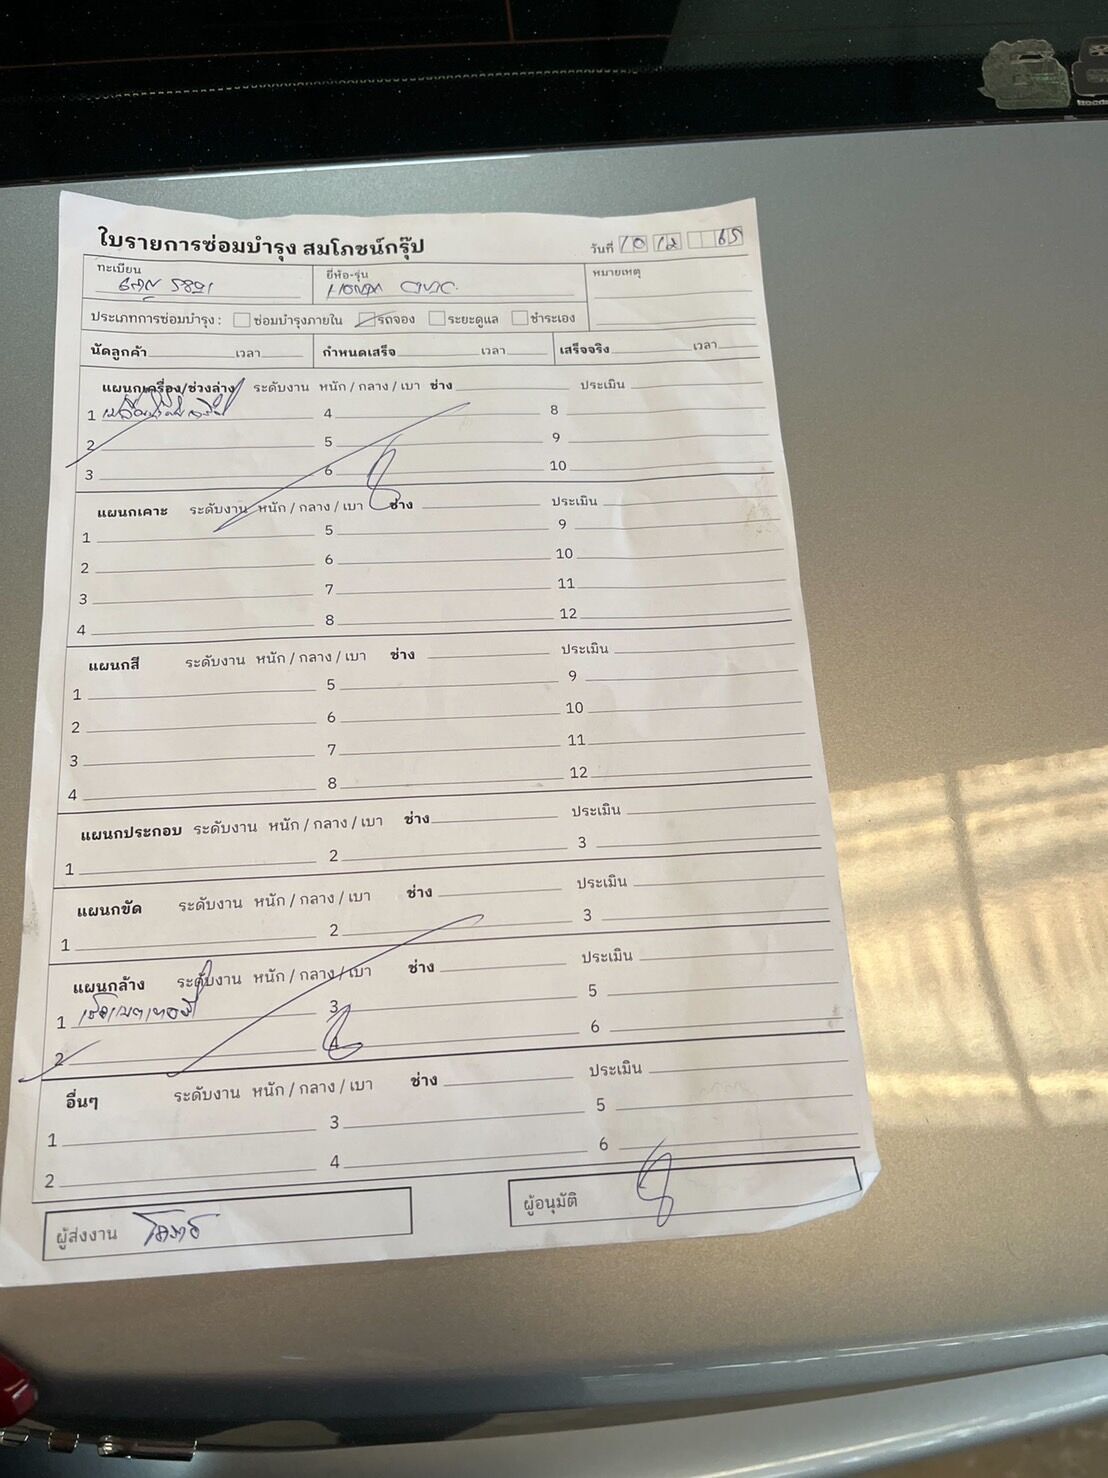 ใบรายการซ่อมบำรุง สมโภชน์กรุ๊ป
วันที่ 10 12 65
ทะเบียน 5891
ยี่ห้อ-รุ่น HONDA CIVIC
หมายเหตุ
ประเภทการซ่อมบำรุง : ซ่อมบำรุงภายใน รถจอง ระยะดูแล ชำระเอง
นัดลูกค้า เวลา กำหนดเสร็จ เวลา เสร็จจริง เวลา
แผนกเครื่อง/ช่วงล่าง ระดับงาน หนัก / กลาง / เบา ช่าง ประเมิน
1 4 8
2 5 9
3 6 10
แผนกเคาะ ระดับงาน หนัก / กลาง / เบา ช่าง ประเมิน
1 5 9
2 6 10
3 7 11
4 8 12
แผนกสี ระดับงาน หนัก / กลาง / เบา ช่าง ประเมิน
1 5 9
2 6 10
3 7 11
4 8 12
แผนกประกอบ ระดับงาน หนัก / กลาง / เบา ช่าง ประเมิน
1 2 3
แผนกขัด ระดับงาน หนัก / กลาง / เบา ช่าง ประเมิน
1 2 3
แผนกล้าง ระดับงาน หนัก / กลาง / เบา ช่าง ประเมิน
1 3 5
2 4 6
อื่นๆ ระดับงาน หนัก / กลาง / เบา ช่าง ประเมิน
1 3 5
2 4 6
ผู้ส่งงาน
ผู้อนุมัติ